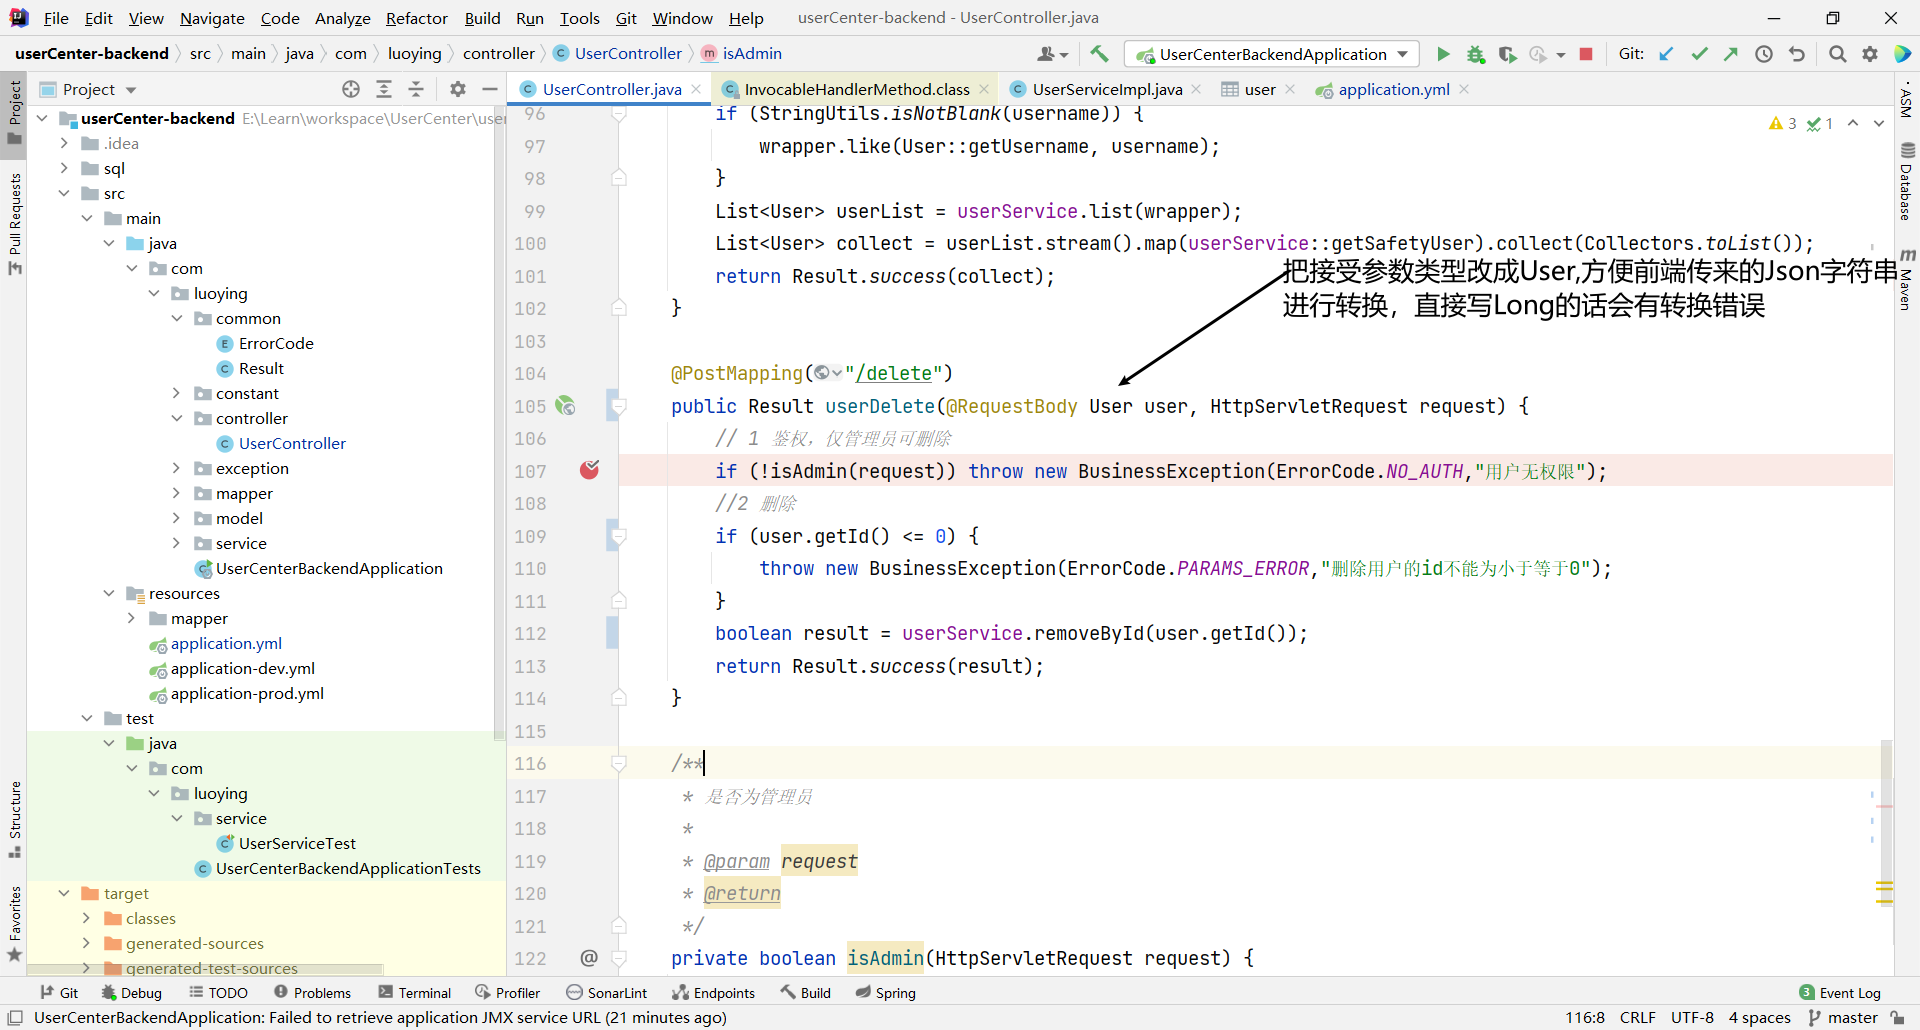 File Edit View Navigate Code Analyze Refactor Build Run Tools Git Window Help userCenter-backend - UserController.java
userCenter-backend src main java com luoying controller UserController isAdmin UserCenterBackendApplication Git:
Project UserController.java InvocableHandlerMethod.class UserServiceImpl.java user application.yml
Project
Pull Requests
Structure
Favorites
ASM
Database
Maven
userCenter-backend E:\Learn\workspace\UserCenter\use
.idea
sql
src
main
java
com
luoying
common
ErrorCode
Result
constant
controller
UserController
exception
mapper
model
service
UserCenterBackendApplication
resources
mapper
application.yml
application-dev.yml
application-prod.yml
test
java
com
luoying
service
UserServiceTest
UserCenterBackendApplicationTests
target
classes
generated-sources
generated-test-sources
3 1
96 if (StringUtils.isNotBlank(username)) {
97 wrapper.like(User::getUsername, username);
98 }
99 List<User> userList = userService.list(wrapper);
100 List<User> collect = userList.stream().map(userService::getSafetyUser).collect(Collectors.toList());
101 return Result.success(collect);
102 }
把接受参数类型改成User,方便前端传来的Json字符串
进行转换，直接写Long的话会有转换错误
103
104 @PostMapping("/delete")
105 public Result userDelete(@RequestBody User user, HttpServletRequest request) {
106 // 1 鉴权，仅管理员可删除
107 if (!isAdmin(request)) throw new BusinessException(ErrorCode.NO_AUTH,"用户无权限");
108 //2 删除
109 if (user.getId() <= 0) {
110 throw new BusinessException(ErrorCode.PARAMS_ERROR,"删除用户的id不能为小于等于0");
111 }
112 boolean result = userService.removeById(user.getId());
113 return Result.success(result);
114 }
115
116 /**
117 * 是否为管理员
118 *
119 * @param request
120 * @return
121 */
122 @ private boolean isAdmin(HttpServletRequest request) {
Git Debug TODO Problems Terminal Profiler SonarLint Endpoints Build Spring 3 Event Log
UserCenterBackendApplication: Failed to retrieve application JMX service URL (21 minutes ago) 116:8 CRLF UTF-8 4 spaces master